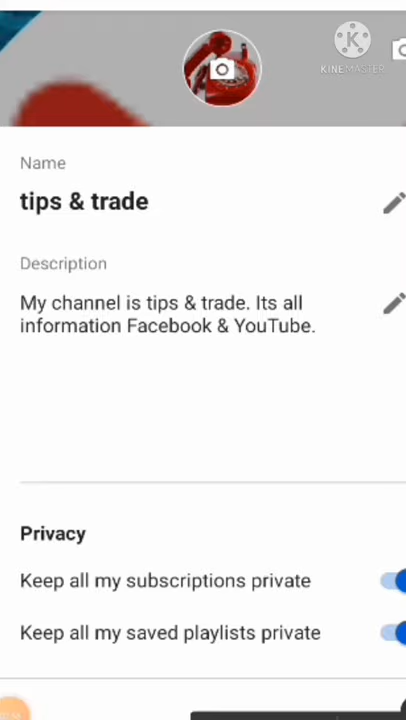 KINEMASTER
Name
tips & trade
Description
My channel is tips & trade. Its all
information Facebook & YouTube.
Privacy
Keep all my subscriptions private
Keep all my saved playlists private